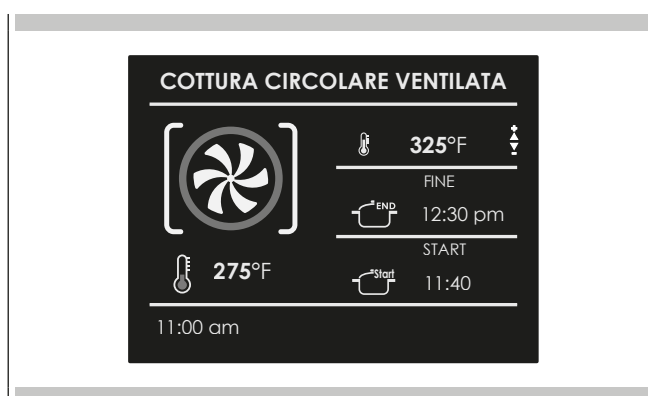 COTTURA CIRCOLARE VENTILATA
325°F
FINE
END 12:30 pm
START
275°F
Start 11:40
11:00 am